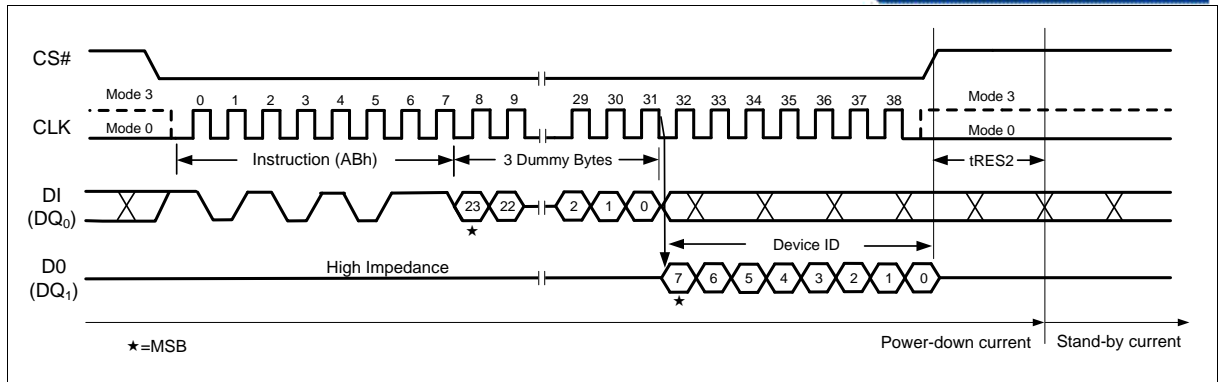 CS#
Mode 3 0 1 2 3 4 5 6 7 8 9 29 30 31 32 33 34 35 36 37 38 Mode 3
CLK
Mode 0 Mode 0
Instruction (ABh) 3 Dummy Bytes tRES2
DI
(DQ0) 23 22 2 1 0
★
Device ID
D0
(DQ1) High Impedance 7 6 5 4 3 2 1 0
★
★=MSB Power-down current Stand-by current